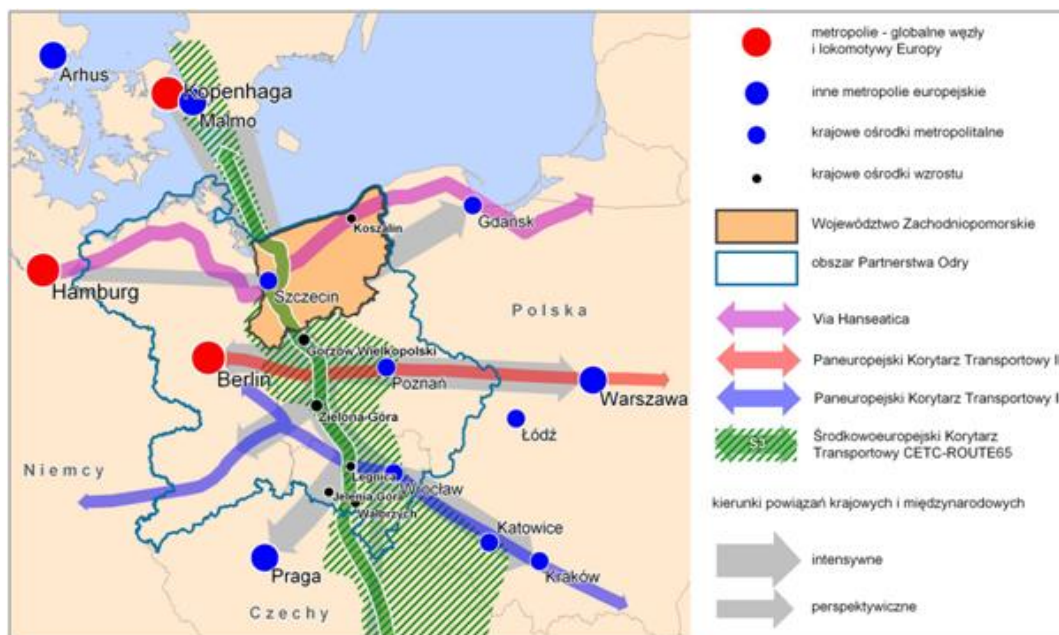 Arhus
Kopenhaga
Malmo
Koszalin
Gdańsk
Hamburg
Szczecin
Polska
Gorzów Wielkopolski
Berlin
Poznań
Warszawa
Zielona Góra
Łódź
Niemcy
Legnica
Wrocław
Jelenia Góra
Wałbrzych
Katowice
Praga
Kraków
Czechy
metropolie - globalne węzły
i lokomotywy Europy
inne metropolie europejskie
krajowe ośrodki metropolitalne
krajowe ośrodki wzrostu
Województwo Zachodniopomorskie
obszar Partnerstwa Odry
Via Hanseatica
Paneuropejski Korytarz Transportowy II
Paneuropejski Korytarz Transportowy I
S3
Środkowoeuropejski Korytarz
Transportowy CETC-ROUTE65
kierunki powiązań krajowych i międzynarodowych
intensywne
perspektywiczne